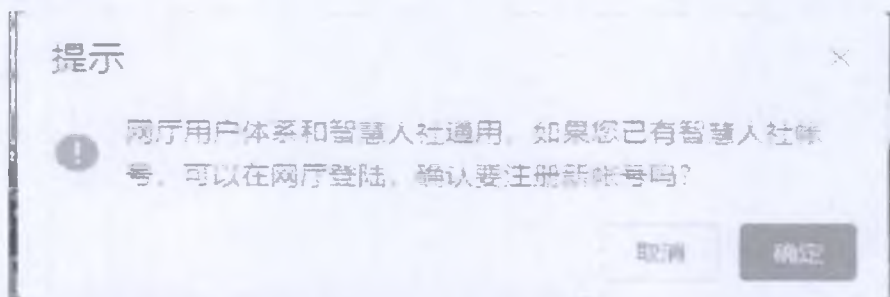 提示
网厅用户体系和智慧人社通用，如果您已有智慧人社帐
号，可以在网厅登陆，确认要注册新帐号吗?
取消
确定